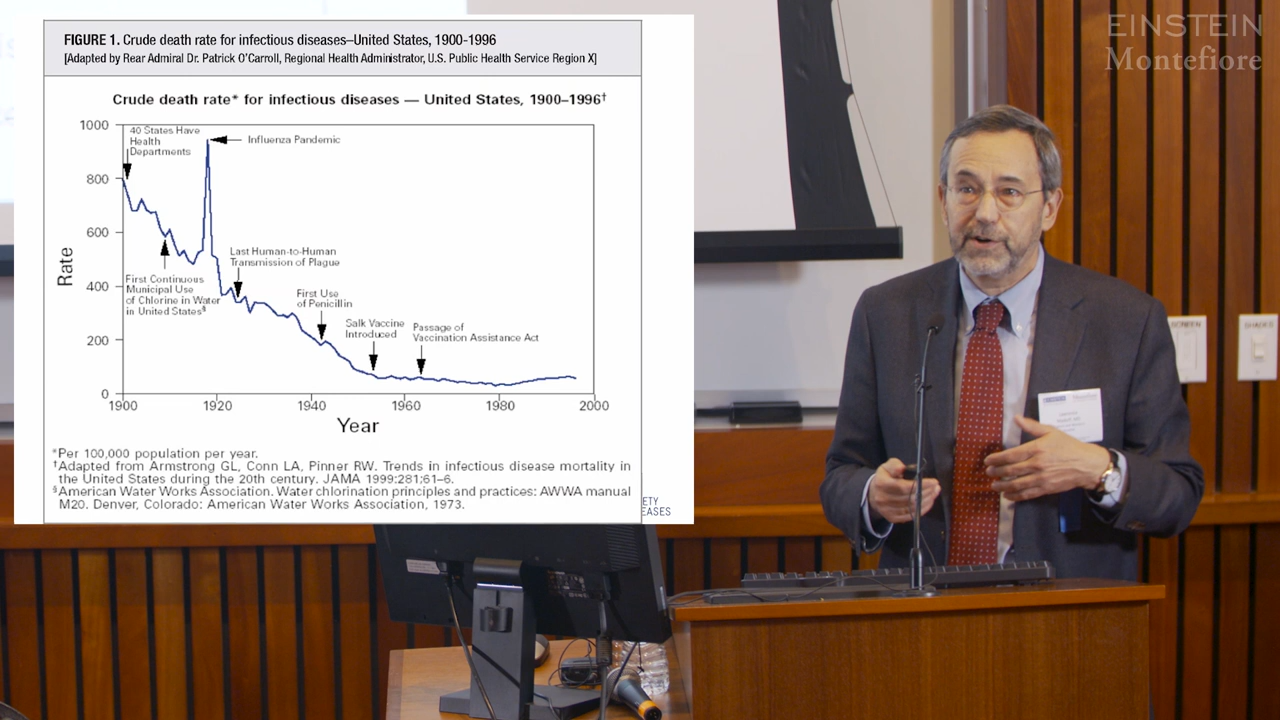 EINSTEIN
Montefiore
FIGURE 1. Crude death rate for infectious diseases–United States, 1900-1996
[Adapted by Rear Admiral Dr. Patrick O'Carroll, Regional Health Administrator, U.S. Public Health Service Region X]
Crude death rate* for infectious diseases — United States, 1900–1996†
1000
800
600
400
200
0
Rate
40 States Have
Health
Departments
Influenza Pandemic
First Continuous
Municipal Use
of Chlorine in Water
in United States§
Last Human-to-Human
Transmission of Plague
First Use
of Penicillin
Salk Vaccine
Introduced
Passage of
Vaccination Assistance Act
1900 1920 1940 1960 1980 2000
Year
*Per 100,000 population per year.
†Adapted from Armstrong GL, Conn LA, Pinner RW. Trends in infectious disease mortality in
the United States during the 20th century. JAMA 1999:281;61–6.
§American Water Works Association. Water chlorination principles and practices: AWWA manual
M20. Denver, Colorado: American Water Works Association, 1973.
ETY
EASES
SCREEN
SHADES